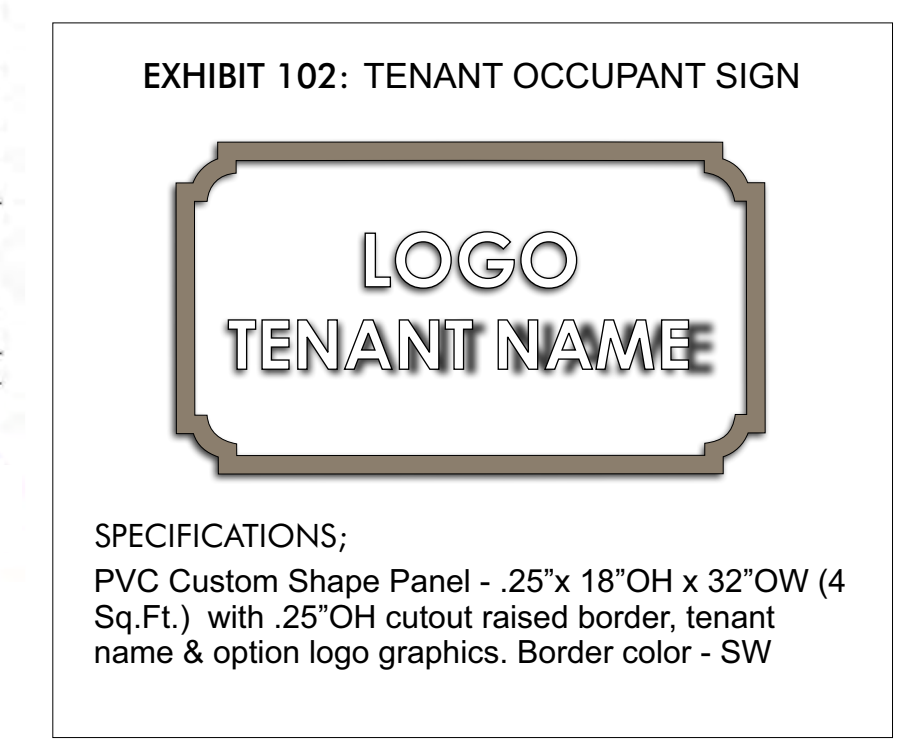 EXHIBIT 102: TENANT OCCUPANT SIGN
LOGO
TENANT NAME
SPECIFICATIONS;
PVC Custom Shape Panel - .25”x 18”OH x 32”OW (4
Sq.Ft.)  with .25”OH cutout raised border, tenant
name & option logo graphics. Border color - SW